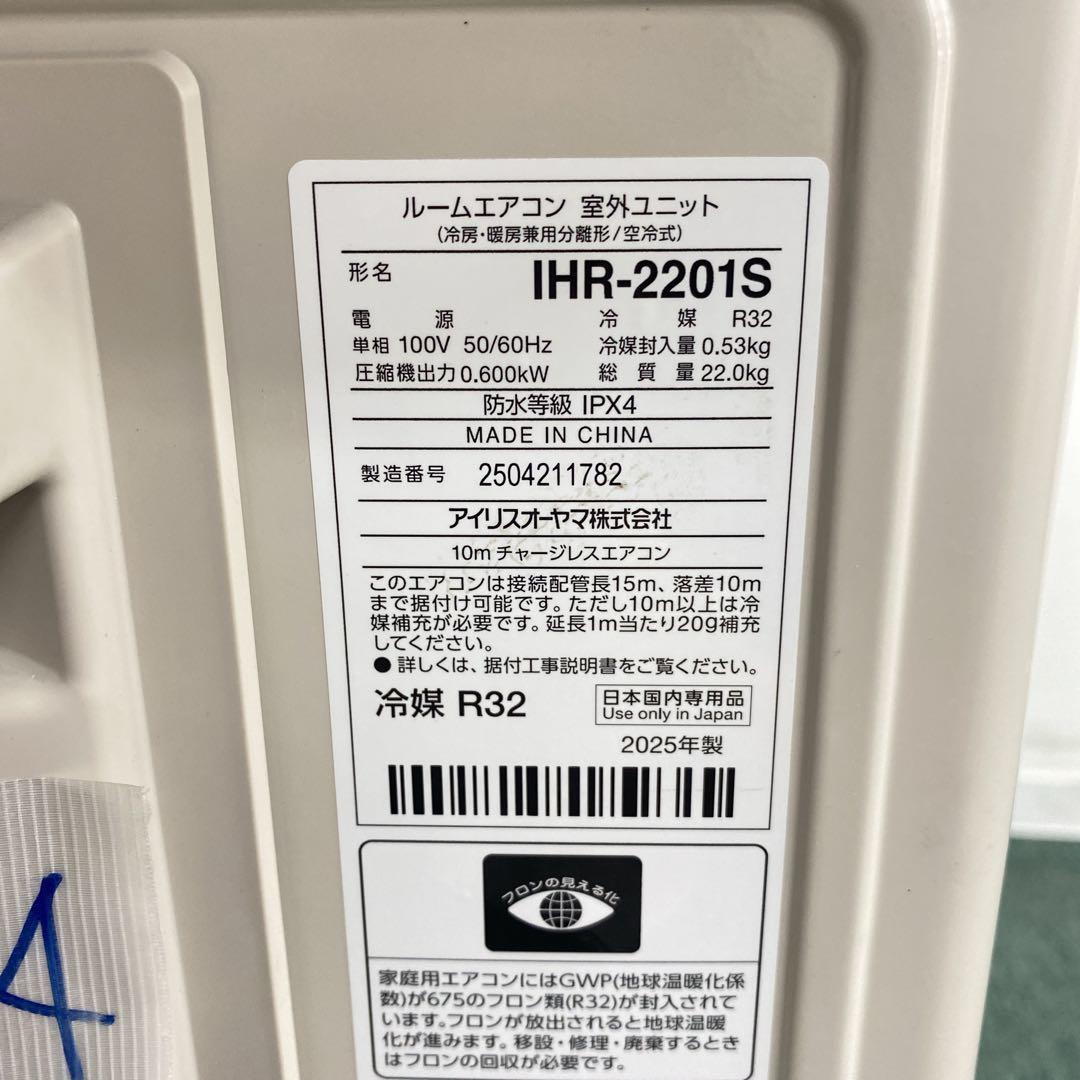 ルームエアコン 室外ユニット
(冷房・暖房兼用分離形/空冷式)
形名 IHR-2201S
電源 冷媒 R32
単相 100V 50/60Hz 冷媒封入量 0.53kg
圧縮機出力 0.600kW 総質量 22.0kg
防水等級 IPX4
MADE IN CHINA
製造番号 2504211782
アイリスオーヤマ株式会社
10m チャージレスエアコン
このエアコンは接続配管長15m、落差10m
まで据付け可能です。ただし10m以上は冷
媒補充が必要です。延長1m当たり20g補充
してください。
● 詳しくは、据付工事説明書をご覧ください。
冷媒 R32 日本国内専用品
Use only in Japan
2025年製
フロンの見える化
家庭用エアコンにはGWP(地球温暖化係
数)が675のフロン類(R32)が封入されて
います。フロンが放出されると地球温暖
化が進みます。移設・修理・廃棄するときは
はフロンの回収が必要です。
4